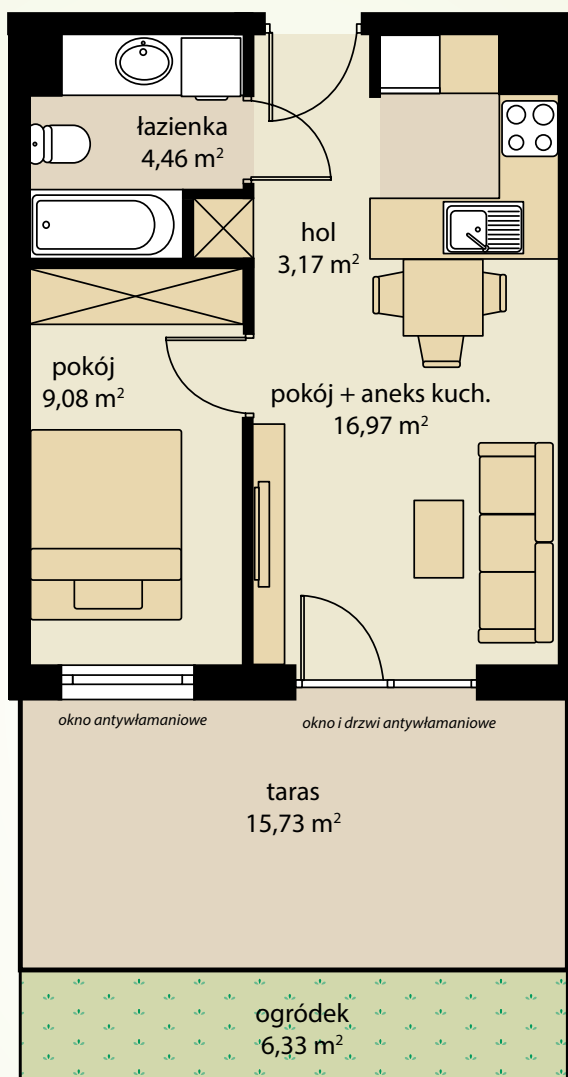 łazienka
4,46 m²
hol
3,17 m²
pokój
9,08 m²
pokój + aneks kuch.
16,97 m²
okno antywłamaniowe
okno i drzwi antywłamaniowe
taras
15,73 m²
ogródek
6,33 m²